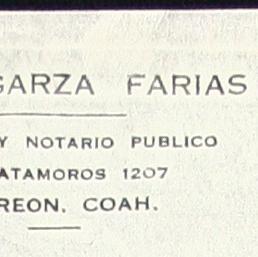 GARZA FARIAS
Y NOTARIO PUBLICO
ATAMOROS 1207
REON, COAH.